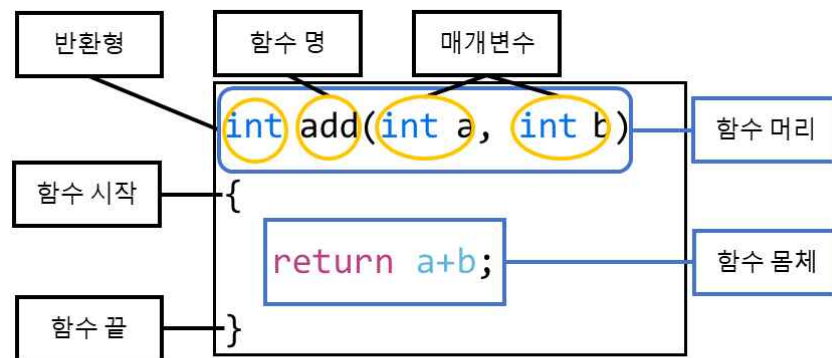 반환형
함수 명
매개변수
int add(int a, int b)
함수 머리
함수 시작
{
return a+b;
함수 몸체
함수 끝
}